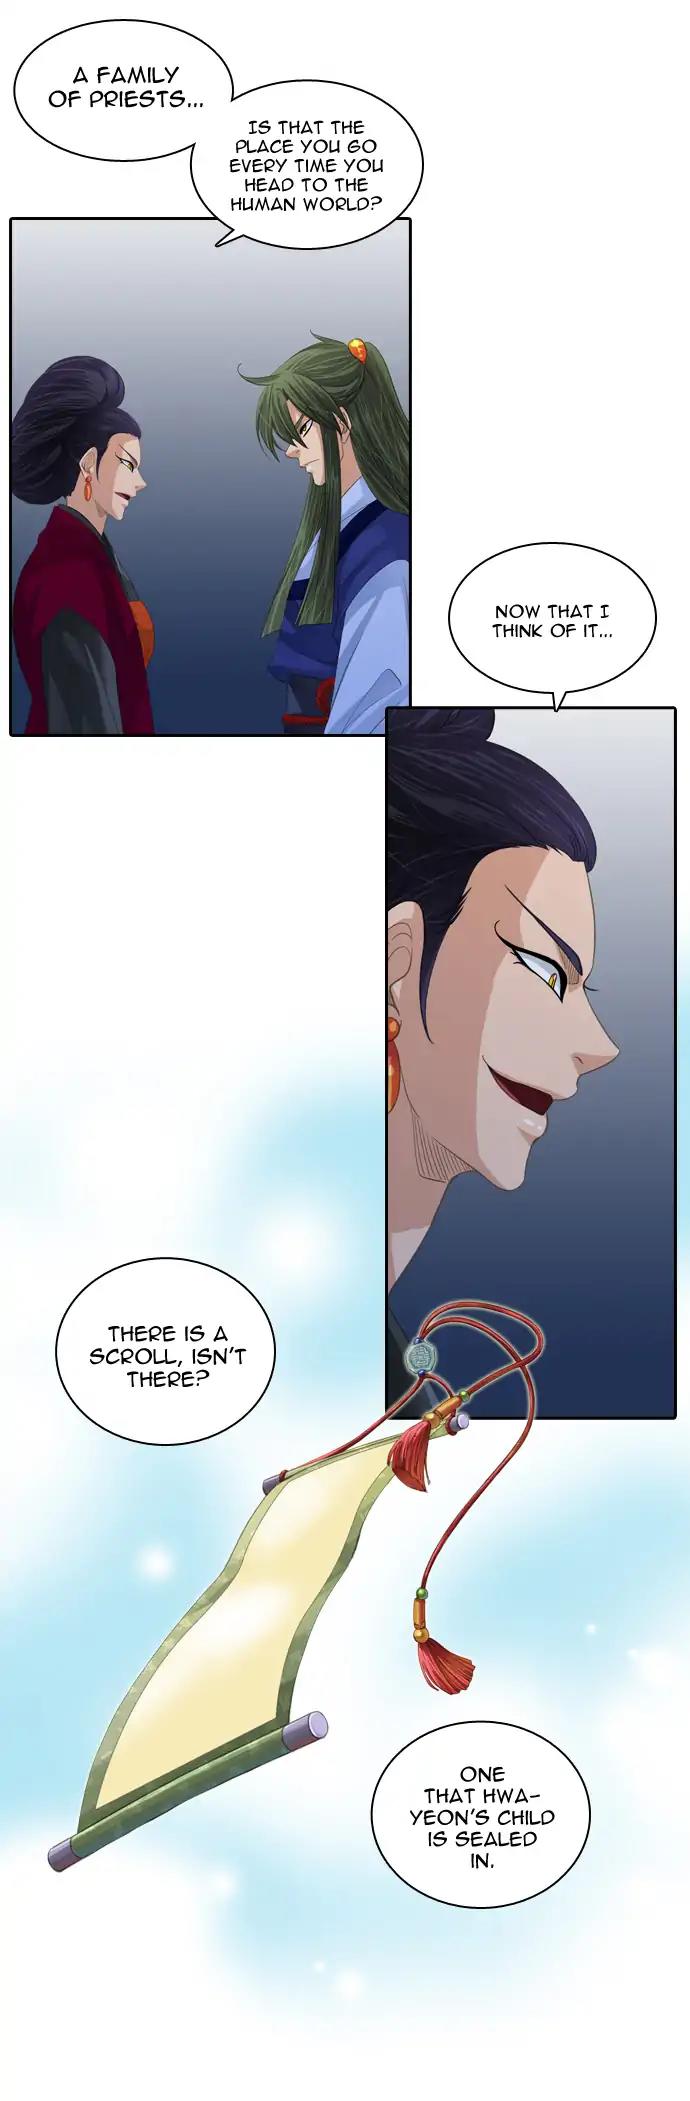 A FAMILY
OF PRIESTS...
IS THAT THE
PLACE YOU GO
EVERY TIME YOU
HEAD TO THE
HUMAN WORLD?
NOW THAT I
THINK OF IT...
THERE IS A
SCROLL, ISN'T
THERE?
ONE
THAT HWA-
YEON'S CHILD
IS SEALED
IN.